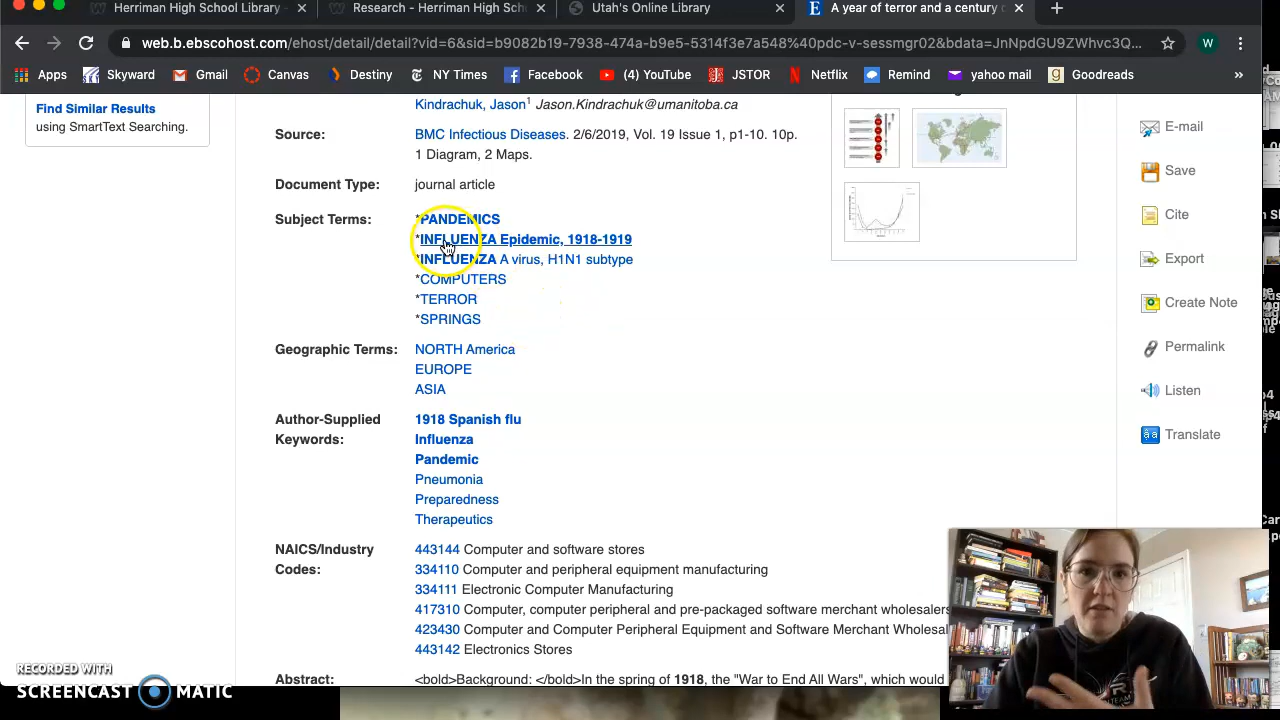 Herriman High School Library -
Research - Herriman High Sch
Utah's Online Library
A year of terror and a century o
web.b.ebscohost.com/ehost/detail/detail?vid=6&sid=b9082b19-7938-474a-b9e5-5314f3e7a548%40pdc-v-sessmgr02&bdata=JnNpdGU9ZWhvc3Q...
W
Apps Skyward Gmail Canvas Destiny NY Times Facebook (4) YouTube JSTOR Netflix Remind yahoo mail Goodreads »
Find Similar Results
using SmartText Searching.
Kindrachuk, Jason1 Jason.Kindrachuk@umanitoba.ca
Source: BMC Infectious Diseases. 2/6/2019, Vol. 19 Issue 1, p1-10. 10p.
1 Diagram, 2 Maps.
Document Type: journal article
Subject Terms: *PANDEMICS
*INFLUENZA Epidemic, 1918-1919
*INFLUENZA A virus, H1N1 subtype
*COMPUTERS
*TERROR
*SPRINGS
Geographic Terms: NORTH America
EUROPE
ASIA
Author-Supplied 1918 Spanish flu
Keywords: Influenza
Pandemic
Pneumonia
Preparedness
Therapeutics
NAICS/Industry 443144 Computer and software stores
Codes: 334110 Computer and peripheral equipment manufacturing
334111 Electronic Computer Manufacturing
417310 Computer, computer peripheral and pre-packaged software merchant wholesalers
423430 Computer and Computer Peripheral Equipment and Software Merchant Wholesal
443142 Electronics Stores
Abstract: <bold>Background: </bold>In the spring of 1918, the "War to End All Wars", which would
E-mail
Save
Cite
Export
Create Note
Permalink
Listen
Translate
RECORDED WITH
SCREENCAST MATIC